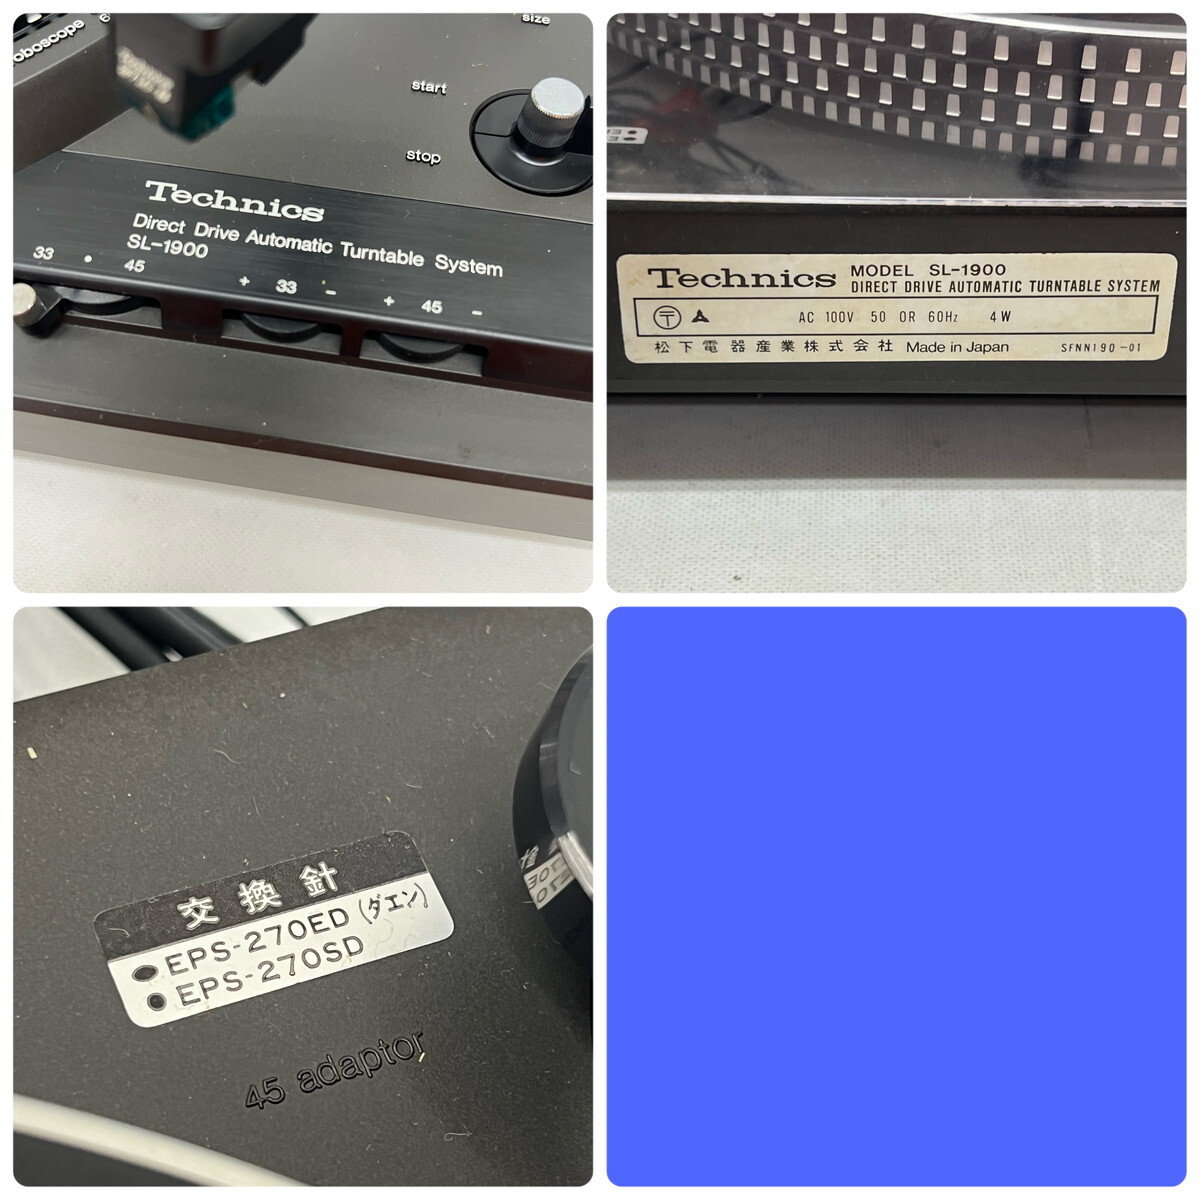 size
start
stop
Technics
Direct Drive Automatic Turntable System
SL-1900
33 • 45 + 33 - + 45 -
Technics MODEL SL-1900
DIRECT DRIVE AUTOMATIC TURNTABLE SYSTEM
〒 AC 100V 50 OR 60Hz 4W
松下電器産業株式会社 Made in Japan SFNN190-01
交換針
●EPS-270ED(ダエン)
●EPS-270SD
45 adaptor